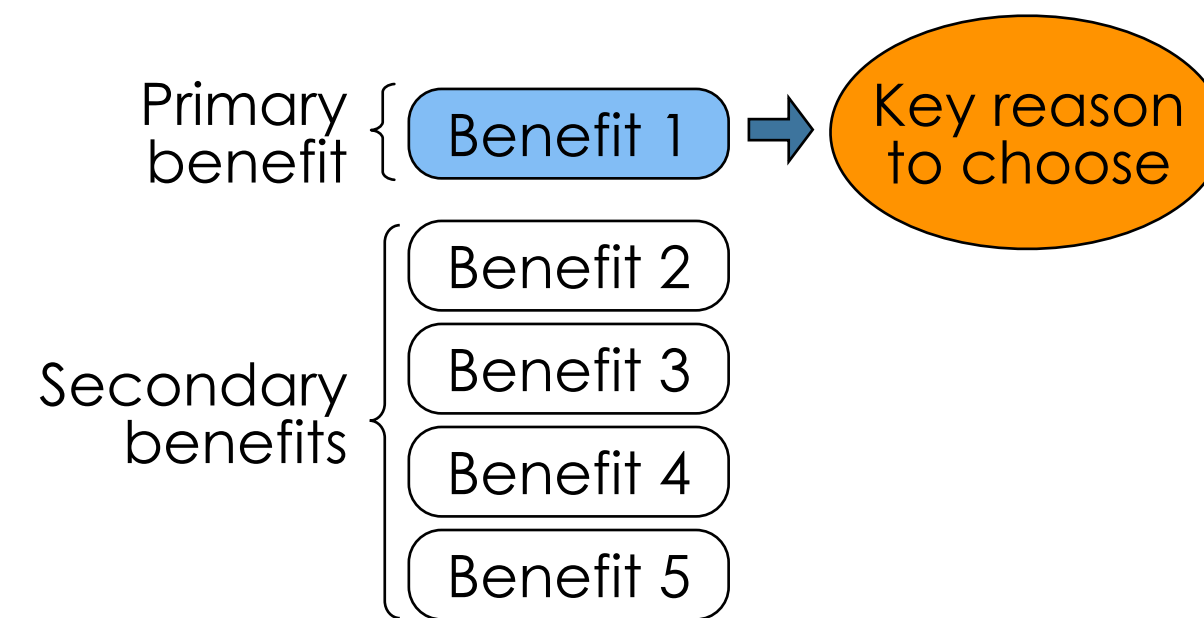 Primary
benefit
Benefit 1
Key reason
to choose
Secondary
benefits
Benefit 2
Benefit 3
Benefit 4
Benefit 5